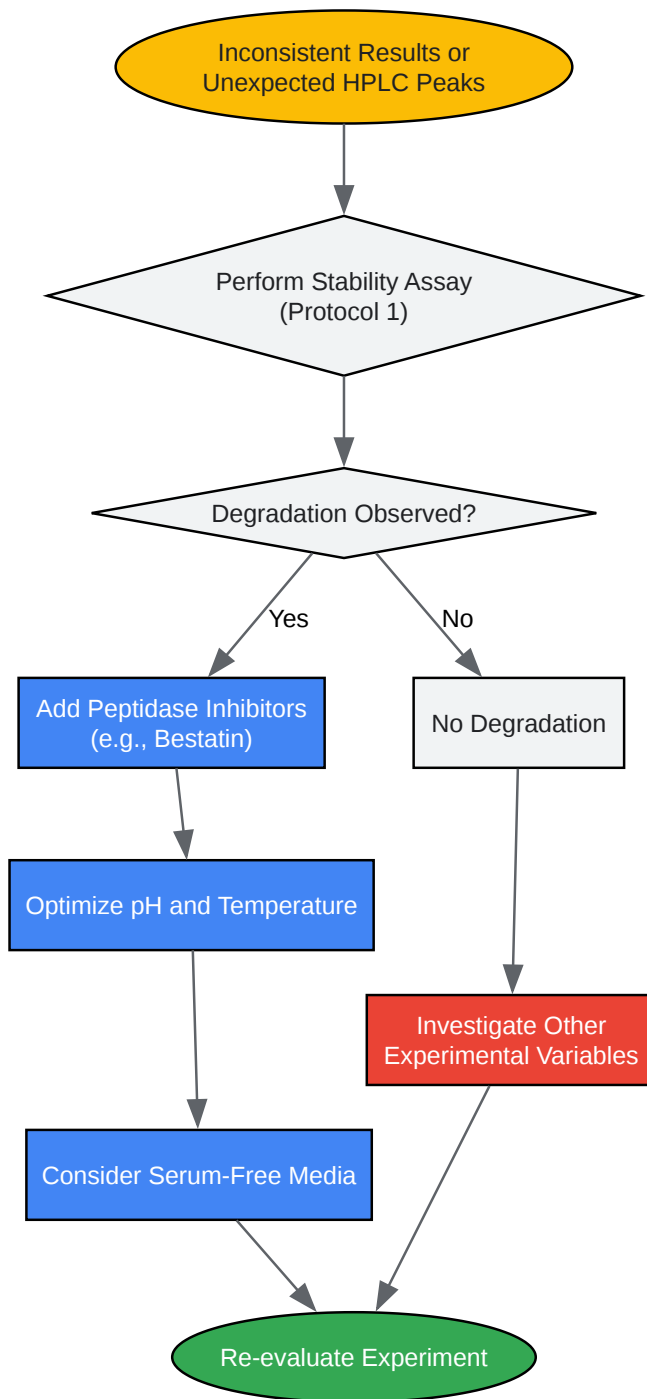 Inconsistent Results or
Unexpected HPLC Peaks
Perform Stability Assay
(Protocol 1)
Degradation Observed?
Yes
No
Add Peptidase Inhibitors
(e.g., Bestatin)
No Degradation
Optimize pH and Temperature
Investigate Other
Experimental Variables
Consider Serum-Free Media
Re-evaluate Experiment